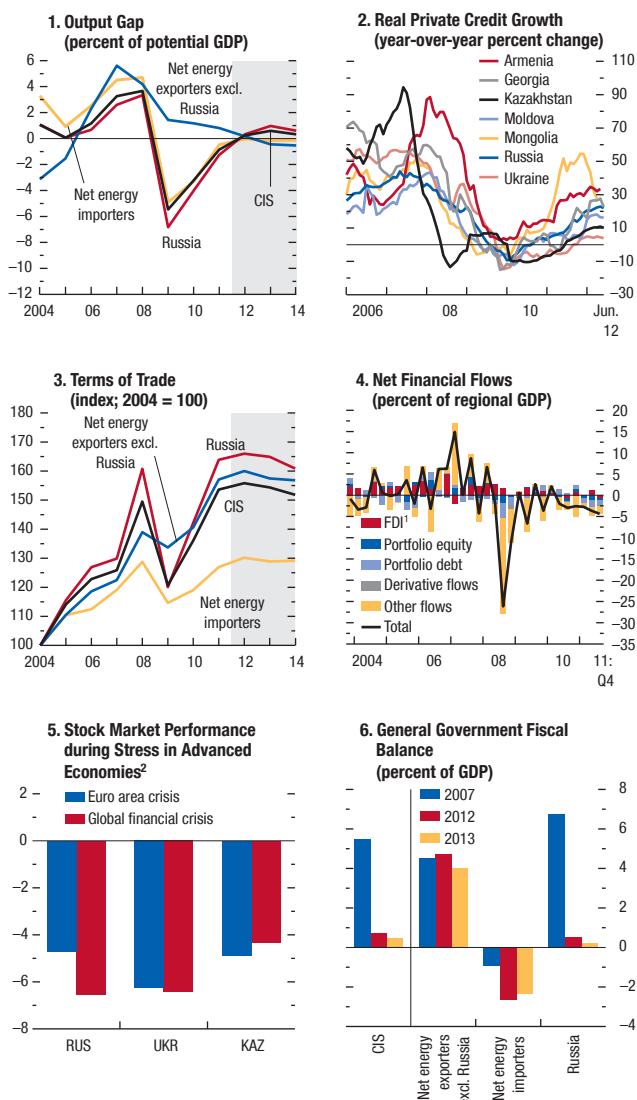 1. Output Gap
(percent of potential GDP)
6
4
2
0
−2
−4
−6
−8
−10
−12
Net energy
exporters excl.
Russia
Net energy
importers
CIS
Russia
2004
06
08
10
12
14
2. Real Private Credit Growth
(year-over-year percent change)
Armenia
Georgia
Kazakhstan
Moldova
Mongolia
Russia
Ukraine
110
90
70
50
30
10
−10
−30
2006
08
10
Jun.
12
3. Terms of Trade
(index; 2004 = 100)
180
170
160
150
140
130
120
110
100
Net energy
exporters excl.
Russia
Russia
CIS
Net energy
importers
2004
06
08
10
12
14
4. Net Financial Flows
(percent of regional GDP)
20
15
10
5
0
−5
−10
−15
−20
−25
−30
−35
FDI¹
Portfolio equity
Portfolio debt
Derivative flows
Other flows
Total
2004
06
08
10
11:
Q4
5. Stock Market Performance
during Stress in Advanced
Economies²
2
0
−2
−4
−6
−8
Euro area crisis
Global financial crisis
RUS
UKR
KAZ
6. General Government Fiscal
Balance
(percent of GDP)
2007
2012
2013
8
6
4
2
0
−2
−4
CIS
Net energy
exporters
excl. Russia
Net energy
importers
Russia